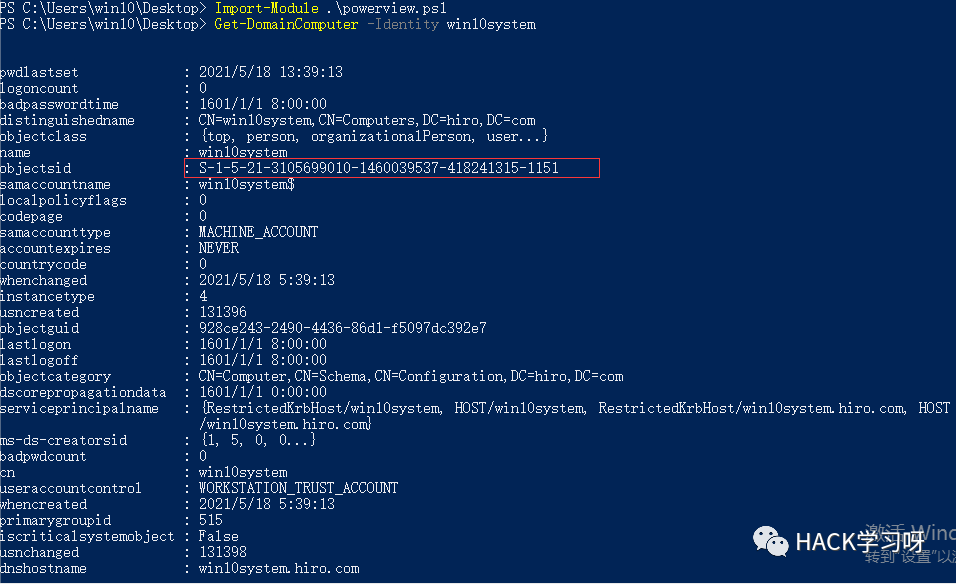 PS C:\Users\win10\Desktop> Import-Module .\powerview.ps1
PS C:\Users\win10\Desktop> Get-DomainComputer -Identity win10system
pwdlastset : 2021/5/18 13:39:13
logoncount : 0
badpasswordtime : 1601/1/1 8:00:00
distinguishedname : CN=win10system,CN=Computers,DC=hiro,DC=com
objectclass : {top, person, organizationalPerson, user...}
name : win10system
objectsid : S-1-5-21-3105699010-1460039537-418241315-1151
samaccountname : win10system$
localpolicyflags : 0
codepage : 0
samaccounttype : MACHINE_ACCOUNT
accountexpires : NEVER
countrycode : 0
whenchanged : 2021/5/18 5:39:13
instancetype : 4
usncreated : 131396
objectguid : 928ce243-2490-4436-86d1-f5097dc392e7
lastlogon : 1601/1/1 8:00:00
lastlogoff : 1601/1/1 8:00:00
objectcategory : CN=Computer,CN=Schema,CN=Configuration,DC=hiro,DC=com
dscorepropagationdata : 1601/1/1 0:00:00
serviceprincipalname : {RestrictedKrbHost/win10system, HOST/win10system, RestrictedKrbHost/win10system.hiro.com, HOST
/win10system.hiro.com}
ms-ds-creatorsid : {1, 5, 0, 0...}
badpwdcount : 0
cn : win10system
useraccountcontrol : WORKSTATION_TRUST_ACCOUNT
whencreated : 2021/5/18 5:39:13
primarygroupid : 515
iscriticalsystemobject : False
usnchanged : 131398
dnshostname : win10system.hiro.com
激活 Winc
HACK学习呀
转到"设置"以